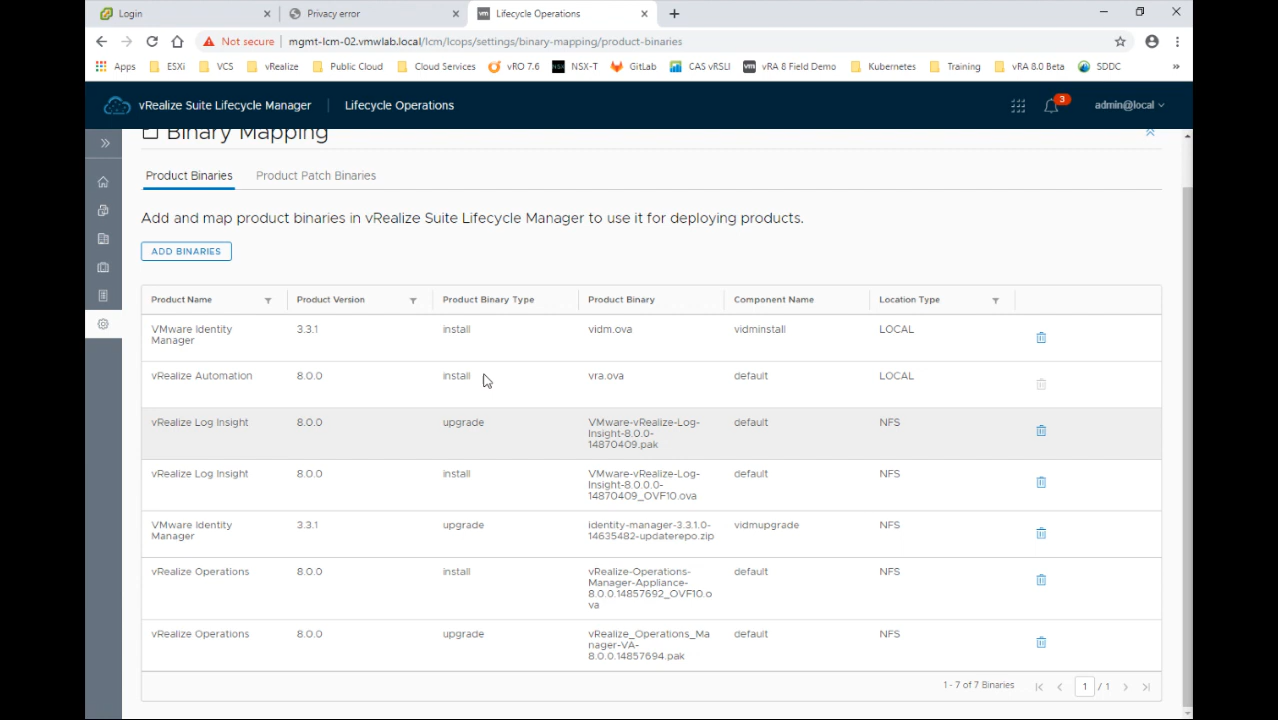 Login
Privacy error
Lifecycle Operations
Not secure
mgmt-lcm-02.vmwlab.local/lcm/lcops/settings/binary-mapping/product-binaries
Apps ESXi VCS vRealize Public Cloud Cloud Services vRO 7.6 NSX-T GitLab CAS vRSU vRA 8 Field Demo Kubernetes Training vRA 8.0 Beta SDDC »
vRealize Suite Lifecycle Manager Lifecycle Operations 3 admin@local
Binary Mapping
Product Binaries Product Patch Binaries
Add and map product binaries in vRealize Suite Lifecycle Manager to use it for deploying products.
ADD BINARIES
Product Name Product Version Product Binary Type Product Binary Component Name Location Type
VMware Identity Manager 3.3.1 install vidm.ova vidminstall LOCAL
vRealize Automation 8.0.0 install vra.ova default LOCAL
vRealize Log Insight 8.0.0 upgrade VMware-vRealize-Log-
Insight-8.0.0-
14870409.pak default NFS
vRealize Log Insight 8.0.0 install VMware-vRealize-Log-
Insight-8.0.0.0-
14870409_OVF10.ova default NFS
VMware Identity Manager 3.3.1 upgrade identity-manager-3.3.1.0-
14635482-updaterepo.zip vidmupgrade NFS
vRealize Operations 8.0.0 install vRealize-Operations-
Manager-Appliance-
8.0.0.14857692_OVF10.o
va default NFS
vRealize Operations 8.0.0 upgrade vRealize_Operations_Ma
nager-VA-
8.0.0.14857694.pak default NFS
1 - 7 of 7 Binaries 1 / 1